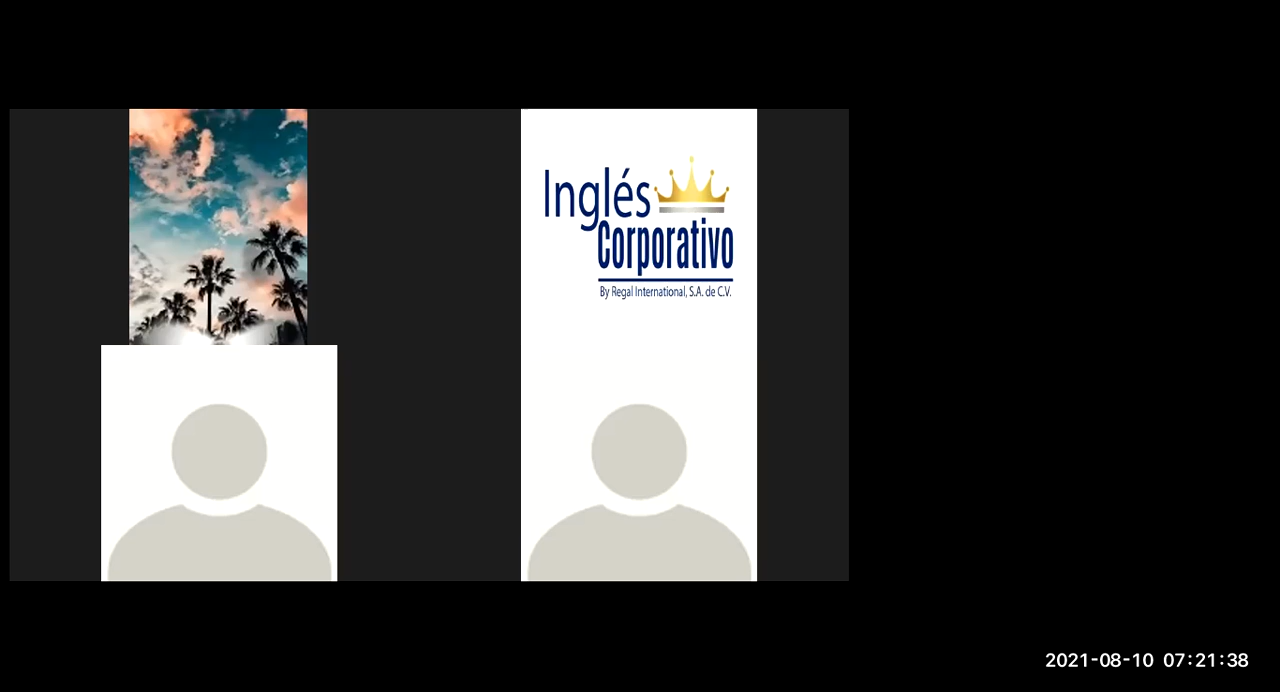 Inglés
Corporativo
By Regal International, S.A. de C.V.
2021-08-10 07:21:38